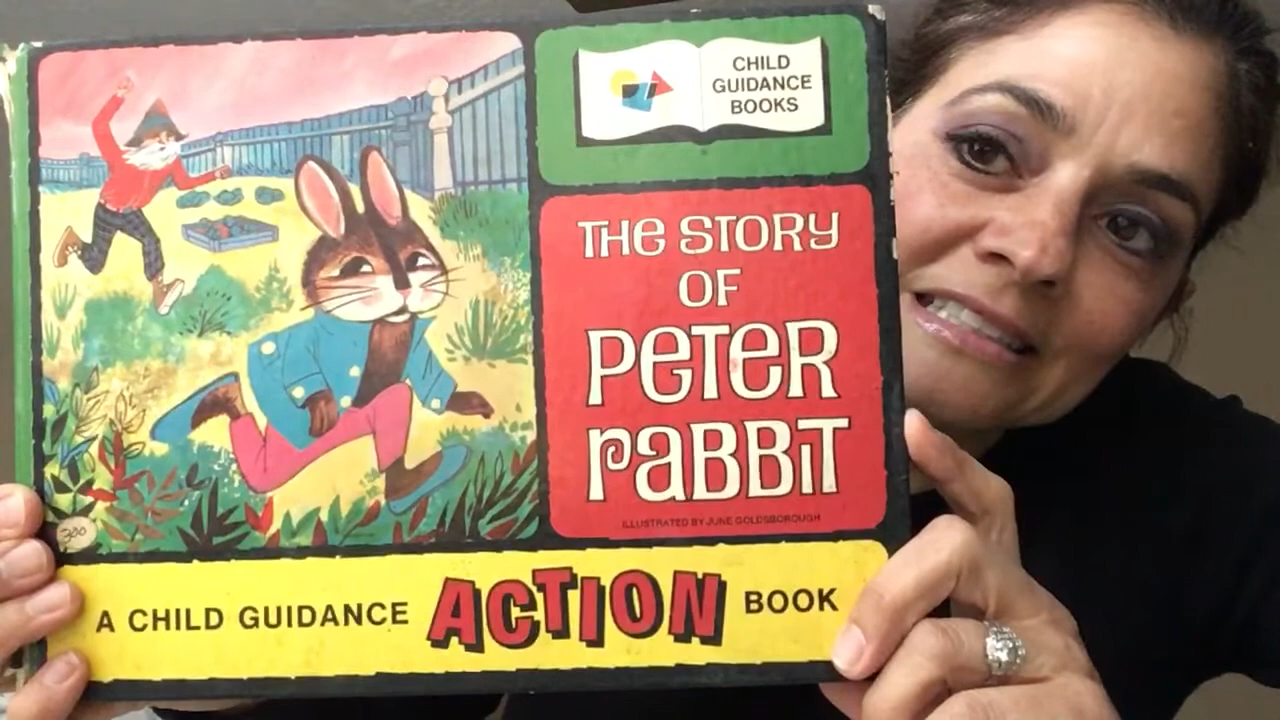 CHILD
GUIDANCE
BOOKS
THE STORY
OF
PETER
RABBIT
ILLUSTRATED BY JUNE GOLDSBOROUGH
300
A CHILD GUIDANCE ACTION BOOK